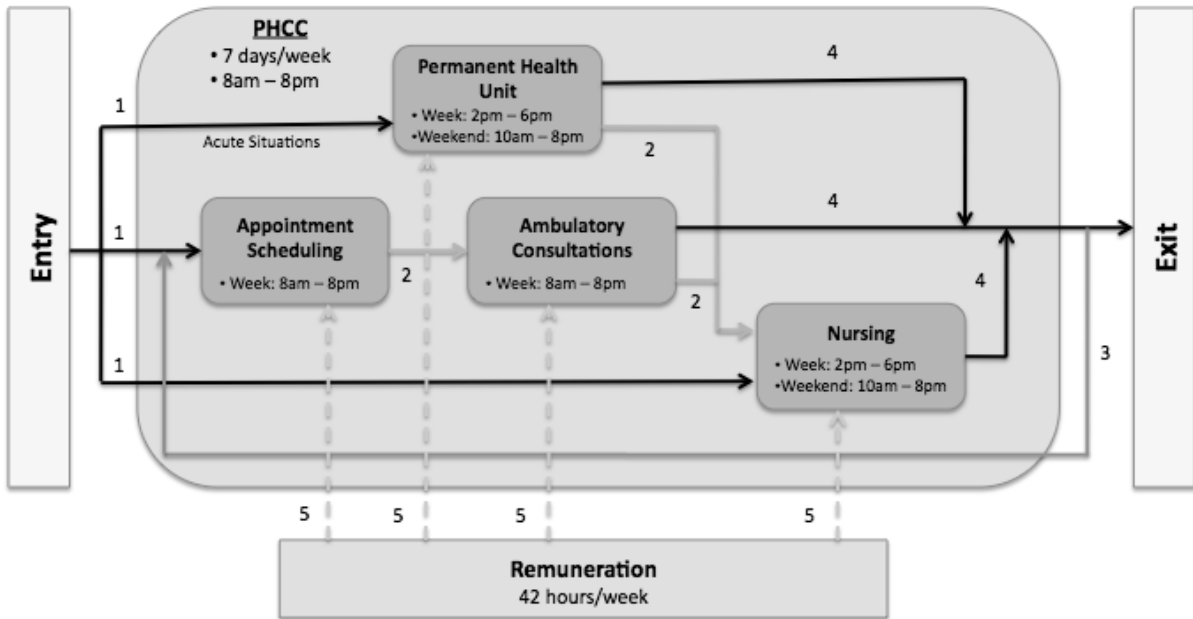 PHCC
• 7 days/week
• 8am – 8pm
Permanent Health
Unit
• Week: 2pm – 6pm
•Weekend: 10am – 8pm
4
1
Acute Situations
2
Entry
1
Appointment
Scheduling
• Week: 8am – 8pm
2
Ambulatory
Consultations
• Week: 8am – 8pm
4
2
4
Exit
1
Nursing
• Week: 2pm – 6pm
•Weekend: 10am – 8pm
3
5
5
5
5
Remuneration
42 hours/week